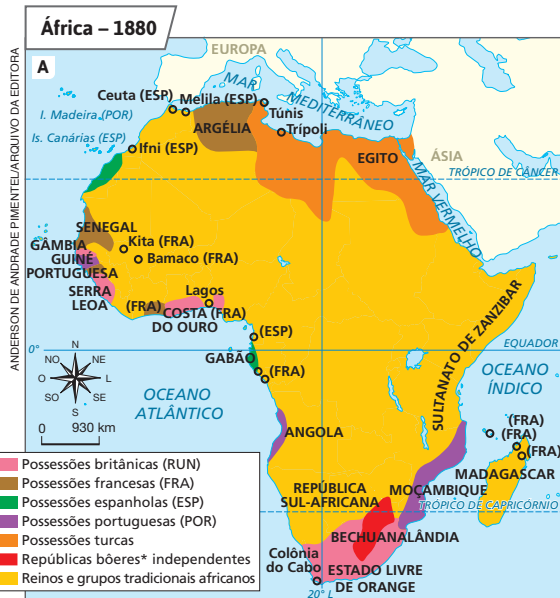 África – 1880
A
EUROPA
MAR MEDITERRÂNEO
Ceuta (ESP)
Melila (ESP)
Túnis
Trípoli
I. Madeira (POR)
ARGÉLIA
Is. Canárias (ESP)
Ifni (ESP)
EGITO
ÁSIA
TRÓPICO DE CÂNCER
MAR VERMELHO
SENEGAL
GÂMBIA
Kita (FRA)
GUINÉ
PORTUGUESA
Bamaco (FRA)
SERRA
LEOA
Lagos
(FRA)
COSTA (FRA)
DO OURO
(ESP)
SULTANATO DE ZANZIBAR
0°
EQUADOR
GABÃO
(FRA)
N
NO
NE
O
L
SO
SE
S
0
930 km
OCEANO
ATLÂNTICO
OCEANO
ÍNDICO
ANGOLA
(FRA)
(FRA)
(FRA)
MADAGASCAR
REPÚBLICA
SUL-AFRICANA
MOÇAMBIQUE
TRÓPICO DE CAPRICÓRNIO
BECHUANALÂNDIA
Colônia
do Cabo
ESTADO LIVRE
DE ORANGE
20° L
Possessões britânicas (RUN)
Possessões francesas (FRA)
Possessões espanholas (ESP)
Possessões portuguesas (POR)
Possessões turcas
Repúblicas bôeres* independentes
Reinos e grupos tradicionais africanos
ANDERSON DE ANDRADE PIMENTEL/ARQUIVO DA EDITORA